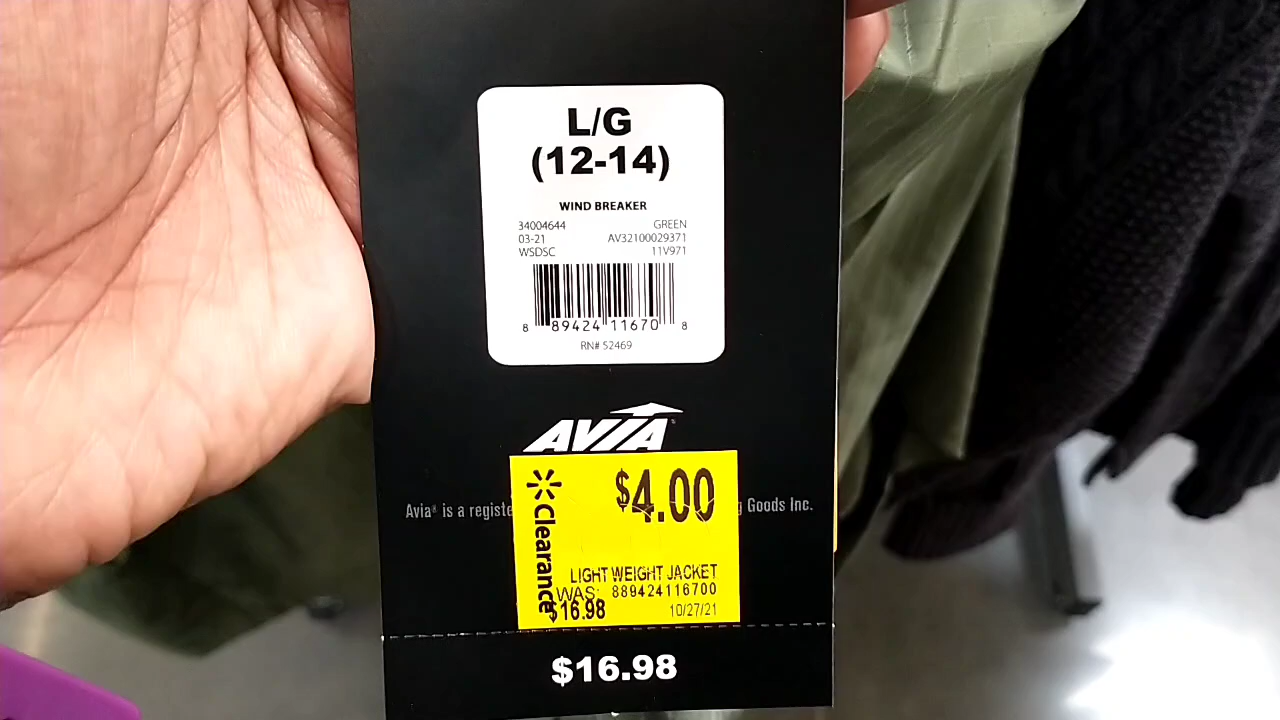 L/G
(12-14)
WIND BREAKER
34004644 GREEN
03-21 AV32100029371
WSDSC 11V971
8 89424 11670 8
RN# 52469
AVIA
$4.00
Avia® is a registe g Goods Inc.
Clearance
LIGHT WEIGHT JACKET
WAS: 889424116700
$16.98 10/27/21
$16.98